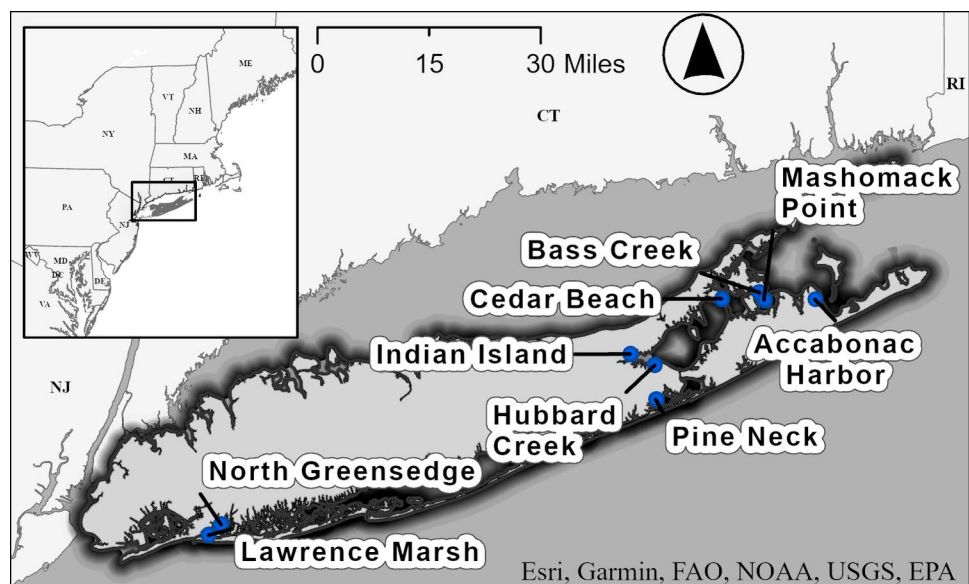 ME
VT
NH
NY
MA
CT
RI
PA
NJ
WV
MD
DC
DE
VA
0 15 30 Miles
RI
CT
Mashomack
Point
Bass Creek
Cedar Beach
Indian Island
Accabonac
Harbor
NJ
Hubbard
Creek
Pine Neck
North Greensedge
Lawrence Marsh
Esri, Garmin, FAO, NOAA, USGS, EPA